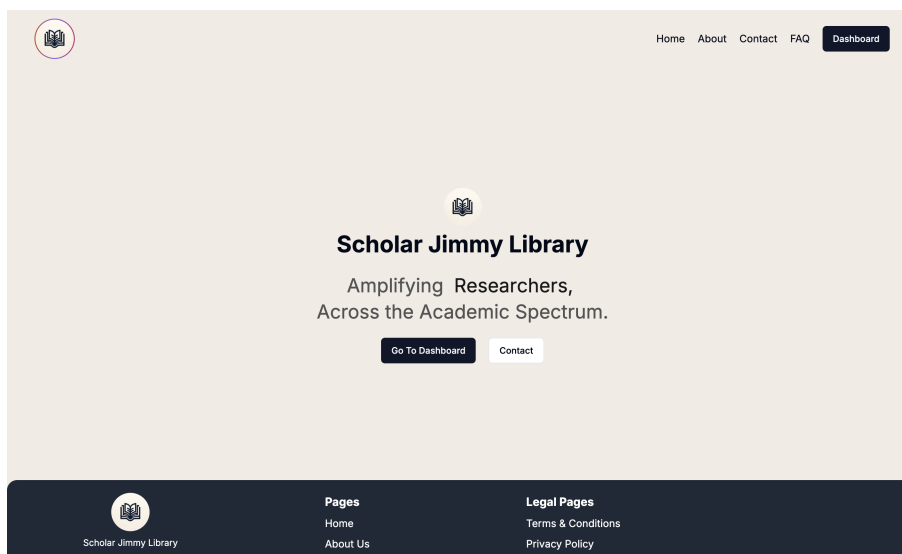 Home About Contact FAQ Dashboard
Scholar Jimmy Library
Amplifying Researchers,
Across the Academic Spectrum.
Go To Dashboard Contact
Scholar Jimmy Library
Pages
Home
About Us
Legal Pages
Terms & Conditions
Privacy Policy